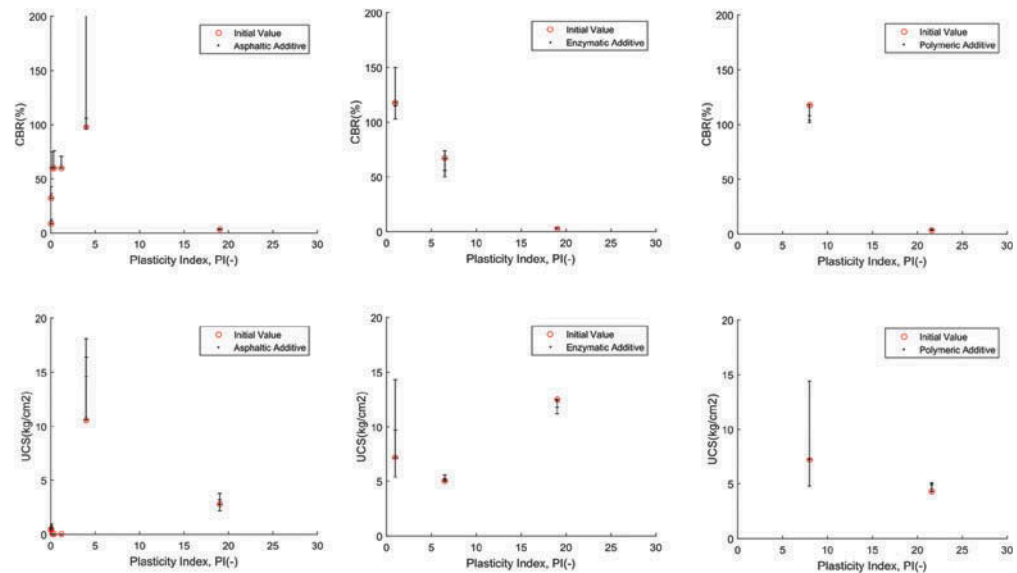 200
150
100
50
0
CBR(%)
Initial Value
Asphaltic Additive
0 5 10 15 20 25 30
Plasticity Index, PI(-)
200
150
100
50
0
CBR(%)
Initial Value
Enzymatic Additive
0 5 10 15 20 25 30
Plasticity Index, PI(-)
200
150
100
50
0
CBR(%)
Initial Value
Polymeric Additive
0 5 10 15 20 25 30
Plasticity Index, PI(-)
20
15
10
5
0
UCS(kg/cm2)
Initial Value
Asphaltic Additive
0 5 10 15 20 25 30
Plasticity Index, PI(-)
20
15
10
5
0
UCS(kg/cm2)
Initial Value
Enzymatic Additive
0 5 10 15 20 25 30
Plasticity Index, PI(-)
20
15
10
5
0
UCS(kg/cm2)
Initial Value
Polymeric Additive
0 5 10 15 20 25 30
Plasticity Index, PI(-)